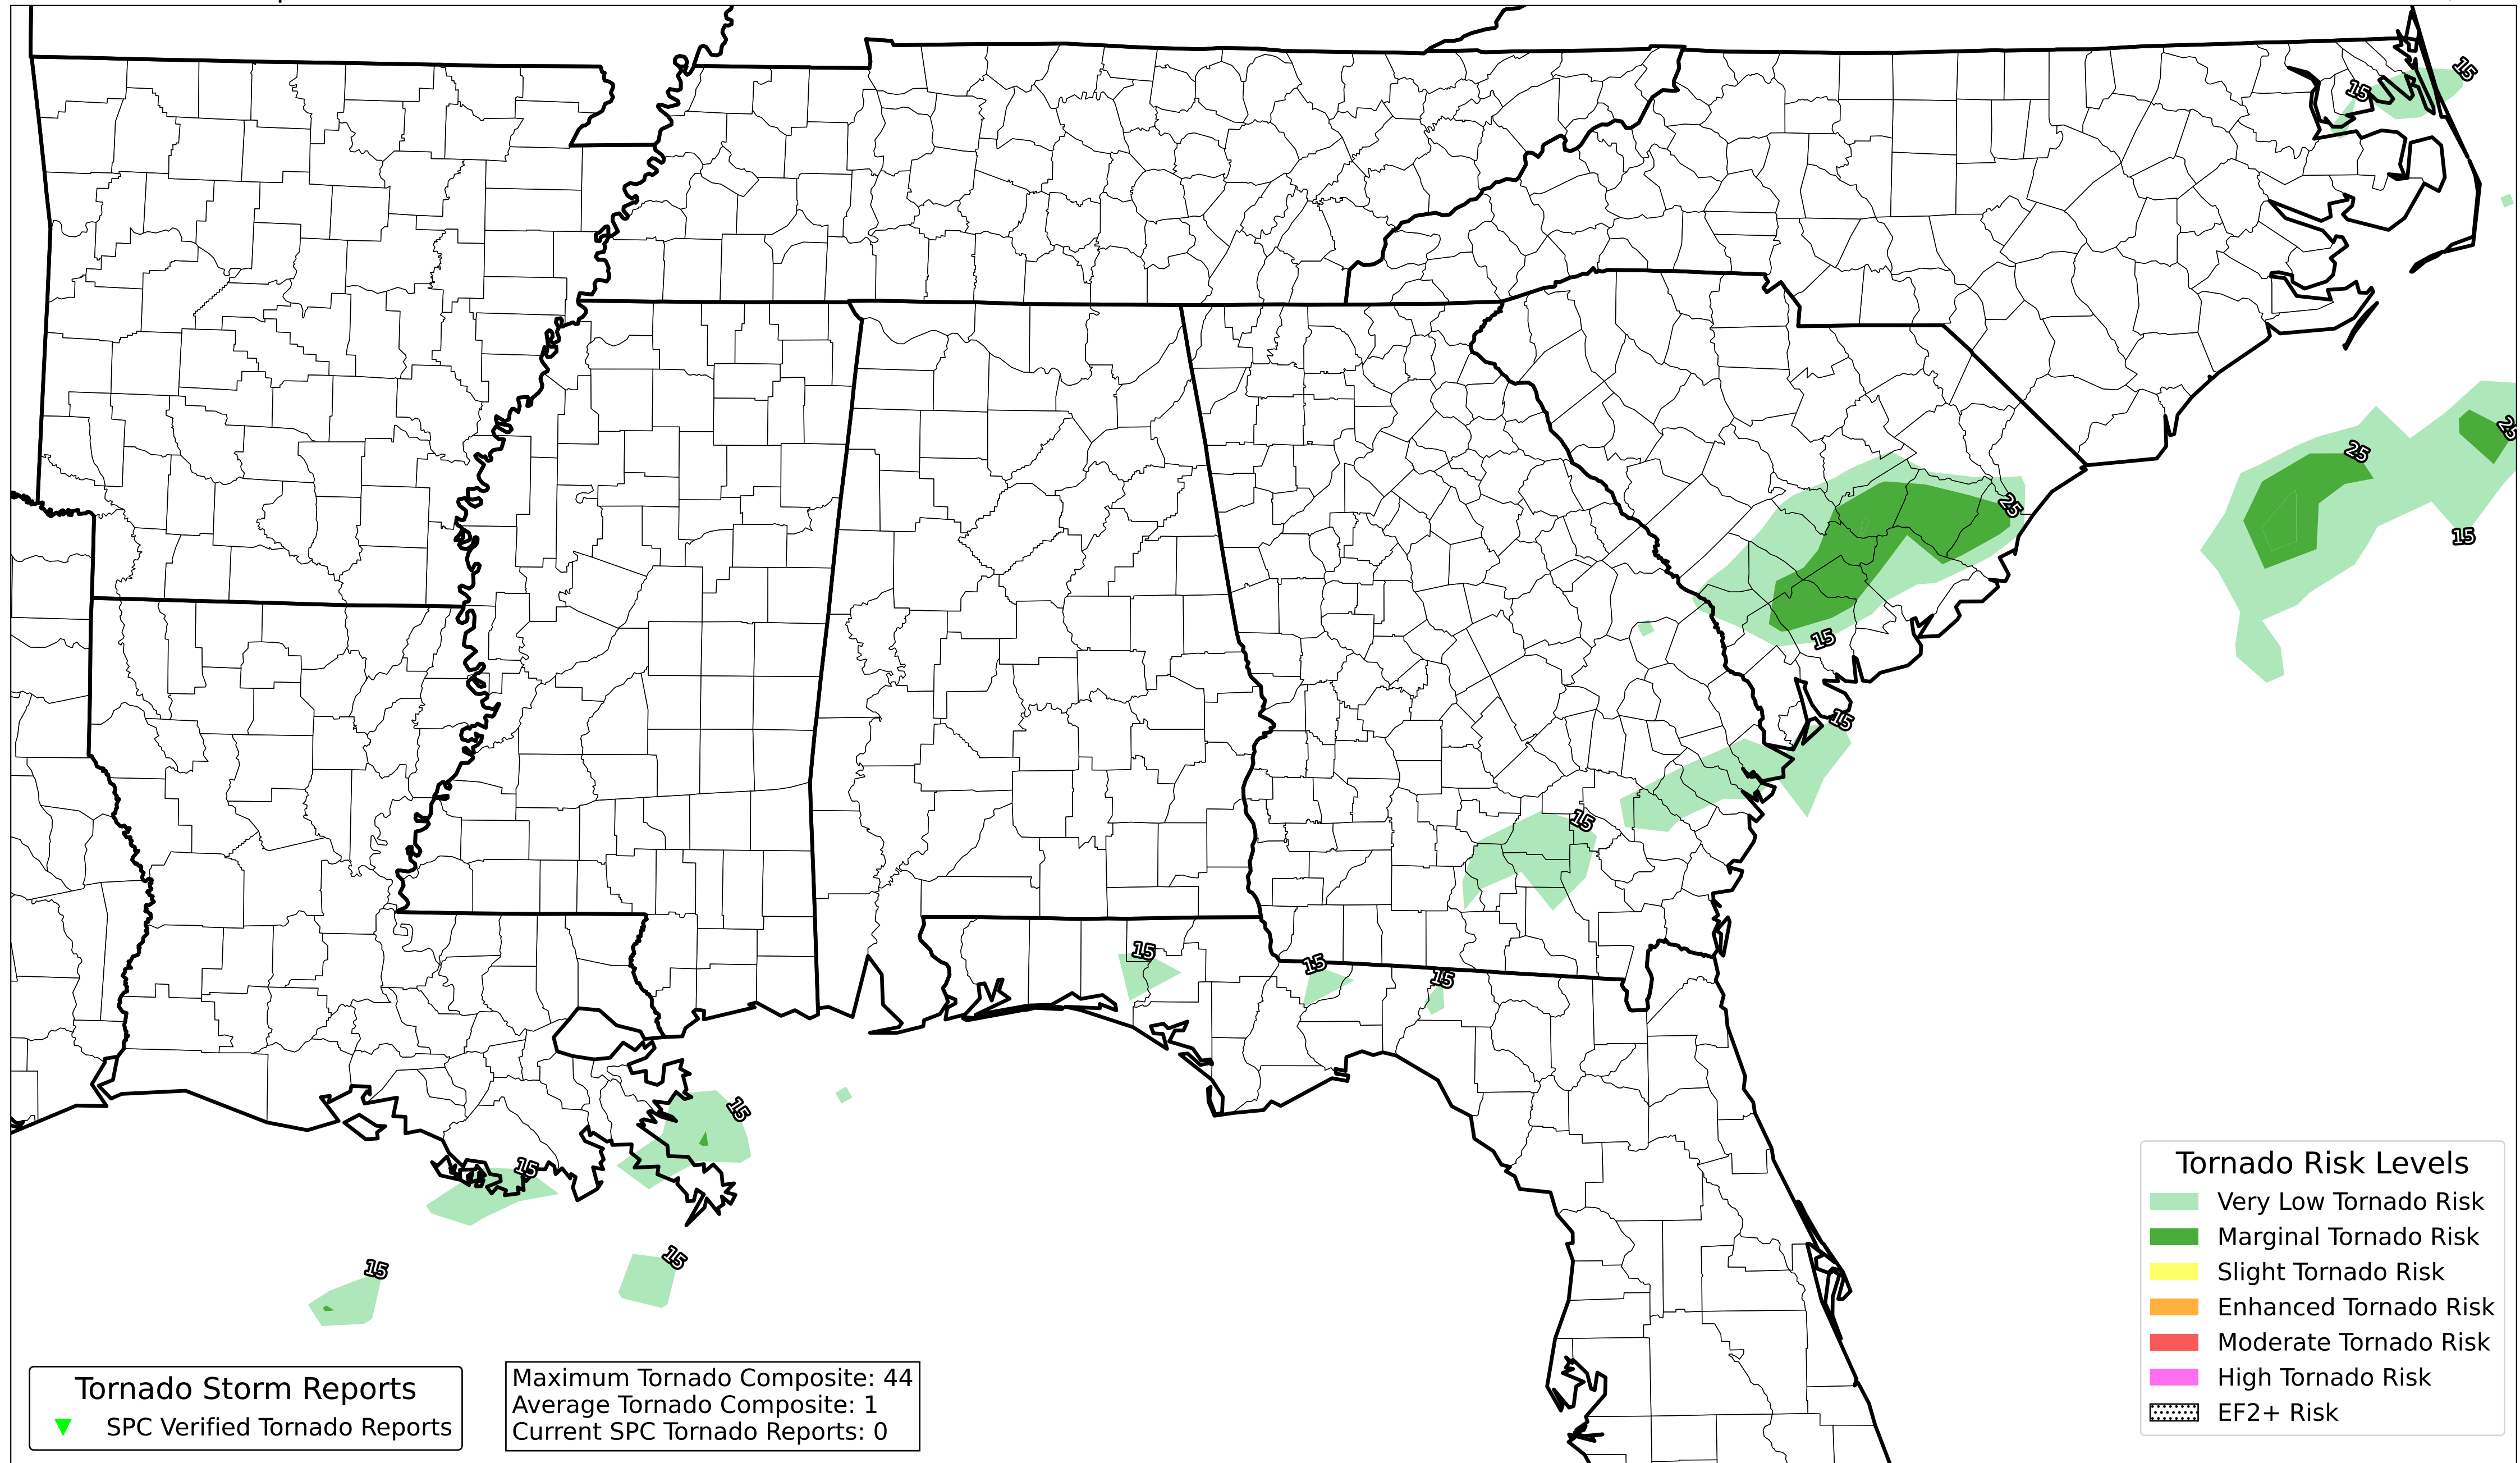 15
15
25
25
25
15
15
15
15
15
15
15
15
15
15
15
Tornado Risk Levels
Very Low Tornado Risk
Marginal Tornado Risk
Slight Tornado Risk
Enhanced Tornado Risk
Moderate Tornado Risk
High Tornado Risk
EF2+ Risk
Tornado Storm Reports
SPC Verified Tornado Reports
Maximum Tornado Composite: 44
Average Tornado Composite: 1
Current SPC Tornado Reports: 0